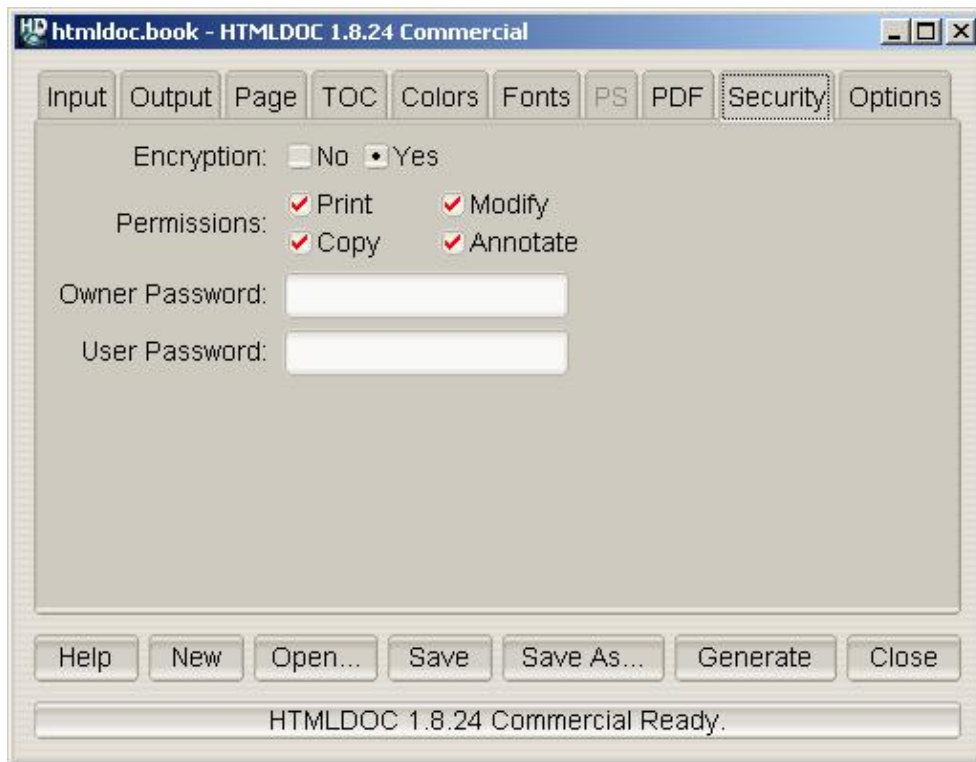 HD htmldoc.book - HTMLDOC 1.8.24 Commercial
Input Output Page TOC Colors Fonts PS PDF Security Options
Encryption: No Yes
Print Modify
Permissions:
Copy Annotate
Owner Password:
User Password:
Help New Open... Save Save As... Generate Close
HTMLDOC 1.8.24 Commercial Ready.